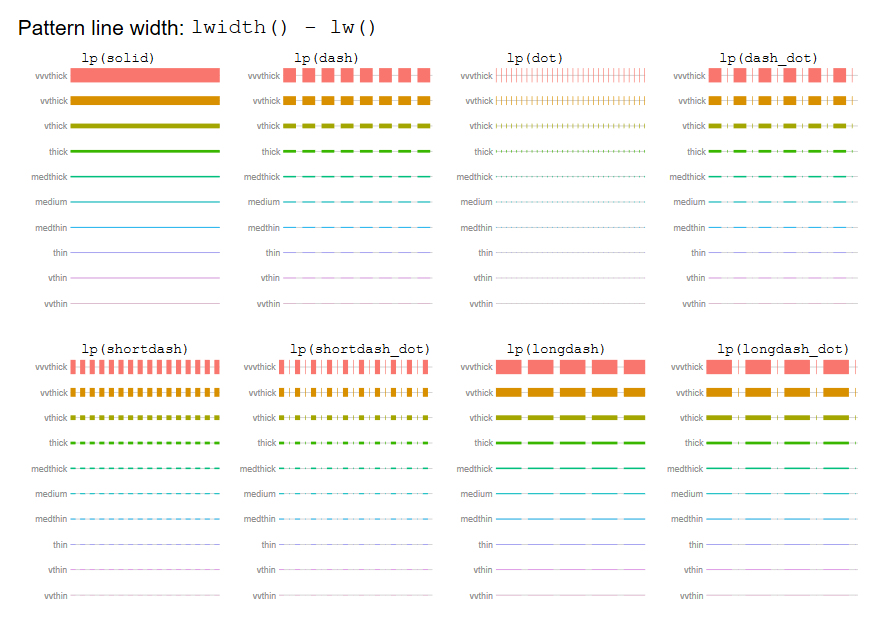 Pattern line width: lwidth() - lw()
lp(solid) lp(dash) lp(dot) lp(dash_dot)
vvvthick vvvthick vvvthick vvvthick
vvthick vvthick vvthick vvthick
vthick vthick vthick vthick
thick thick thick thick
medthick medthick medthick medthick
medium medium medium medium
medthin medthin medthin medthin
thin thin thin thin
vthin vthin vthin vthin
vvthin vvthin vvthin vvthin
lp(shortdash) lp(shortdash_dot) lp(longdash) lp(longdash_dot)
vvvthick vvvthick vvvthick vvvthick
vvthick vvthick vvthick vvthick
vthick vthick vthick vthick
thick thick thick thick
medthick medthick medthick medthick
medium medium medium medium
medthin medthin medthin medthin
thin thin thin thin
vthin vthin vthin vthin
vvthin vvthin vvthin vvthin